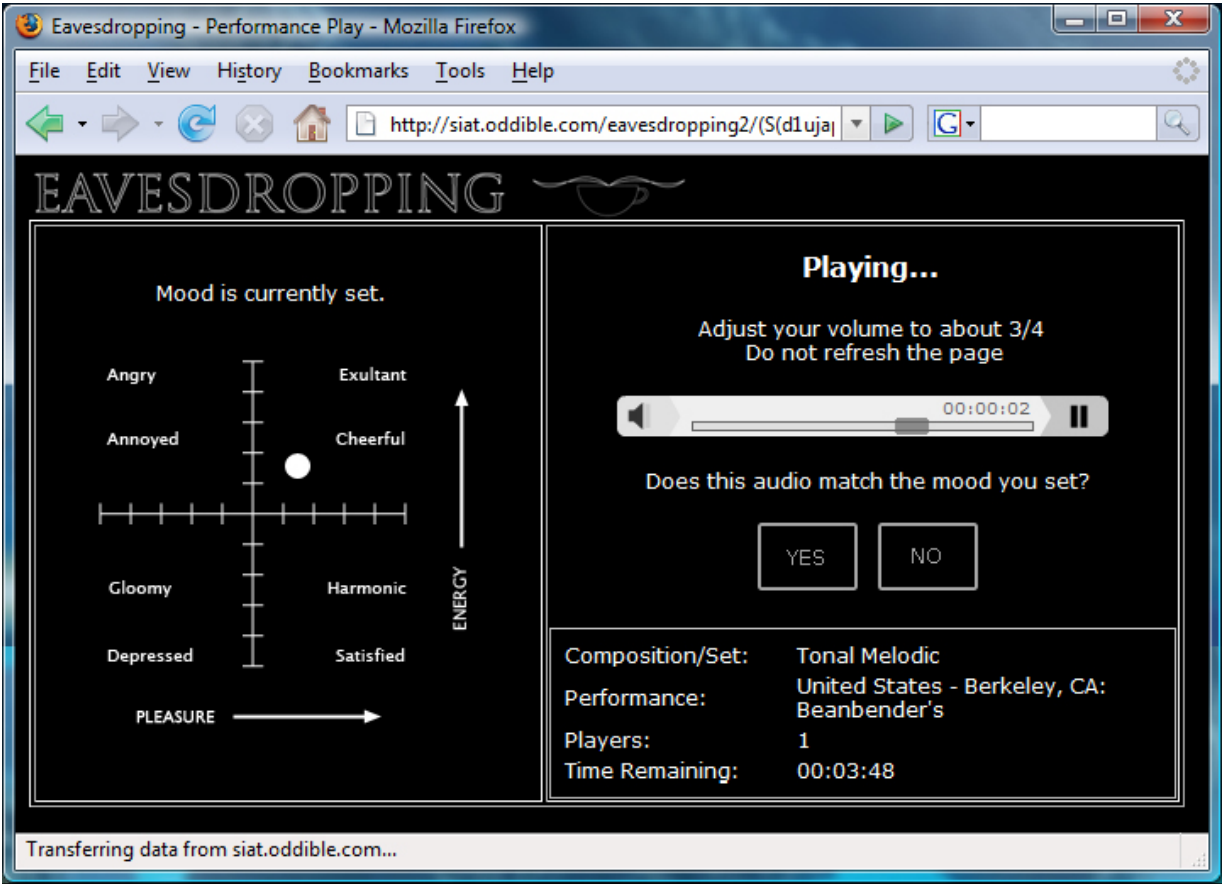 Eavesdropping - Performance Play - Mozilla Firefox
File Edit View History Bookmarks Tools Help
http://siat.oddible.com/eavesdropping2/(S(d1ujap
G
EAVESDROPPING
Mood is currently set.
Angry Exultant
Annoyed Cheerful
Gloomy Harmonic
Depressed Satisfied
ENERGY
PLEASURE
Playing...
Adjust your volume to about 3/4
Do not refresh the page
00:00:02
Does this audio match the mood you set?
YES NO
Composition/Set: Tonal Melodic
Performance: United States - Berkeley, CA:
Beanbender's
Players: 1
Time Remaining: 00:03:48
Transferring data from siat.oddible.com...